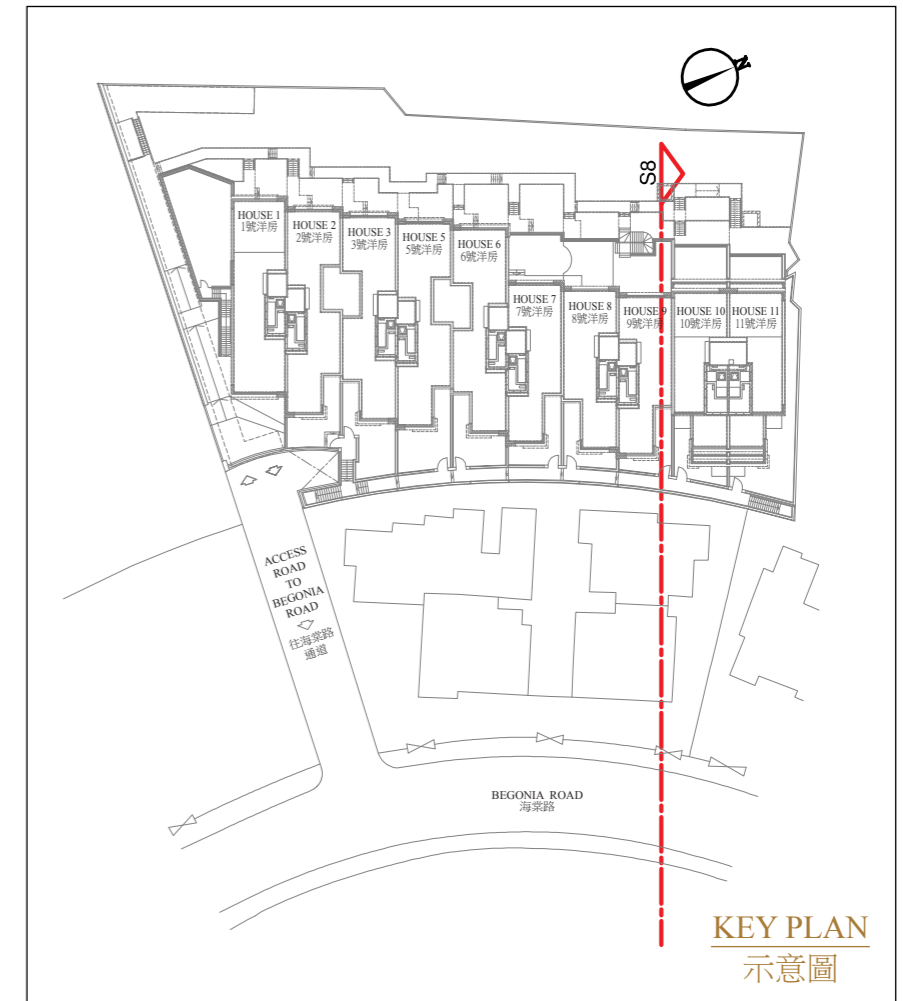 N
S8
HOUSE 1
1號洋房
HOUSE 2
2號洋房
HOUSE 3
3號洋房
HOUSE 5
5號洋房
HOUSE 6
6號洋房
HOUSE 7
7號洋房
HOUSE 8
8號洋房
HOUSE 9
9號洋房
HOUSE 10
10號洋房
HOUSE 11
11號洋房
ACCESS
ROAD
TO
BEGONIA
ROAD
往海棠路
通道
BEGONIA ROAD
海棠路
KEY PLAN
示意圖